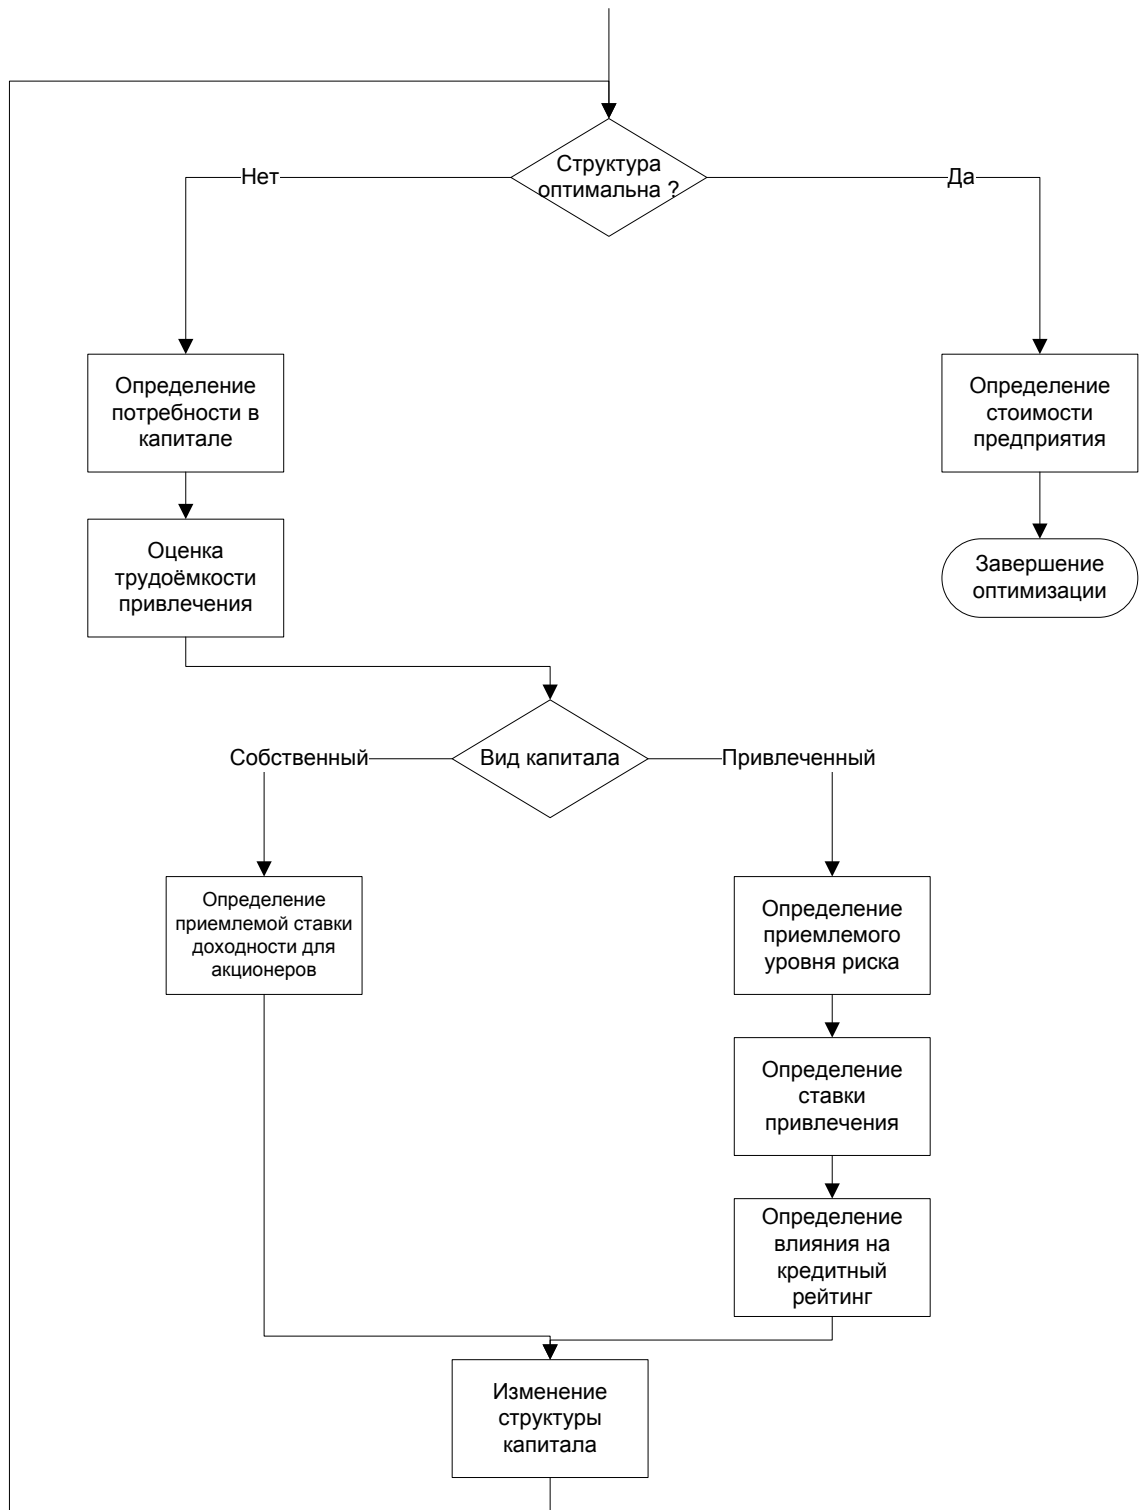 Структура
оптимальна ?
Нет
Да
Определение
потребности в
капитале
Определение
стоимости
предприятия
Оценка
трудоёмкости
привлечения
Завершение
оптимизации
Вид капитала
Собственный
Привлеченный
Определение
приемлемой ставки
доходности для
акционеров
Определение
приемлемого
уровня риска
Определение
ставки
привлечения
Определение
влияния на
кредитный
рейтинг
Изменение
структуры
капитала